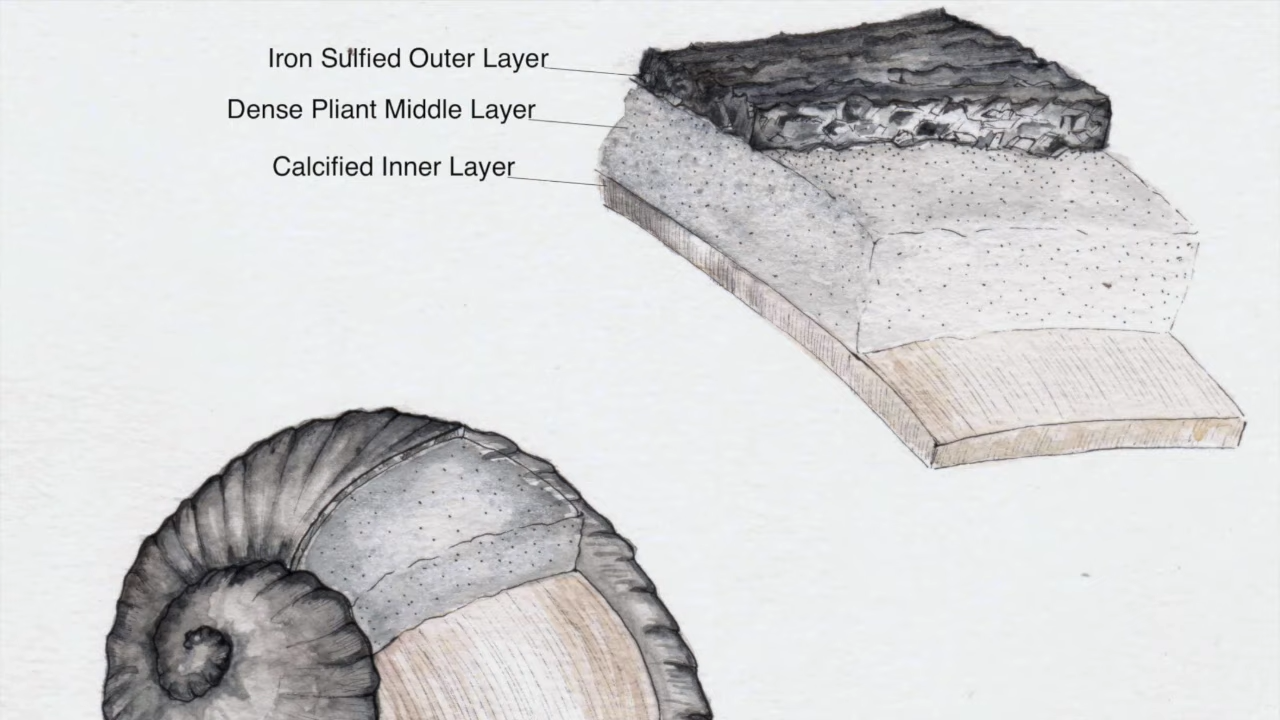 Iron Sulfied Outer Layer
Dense Pliant Middle Layer
Calcified Inner Layer